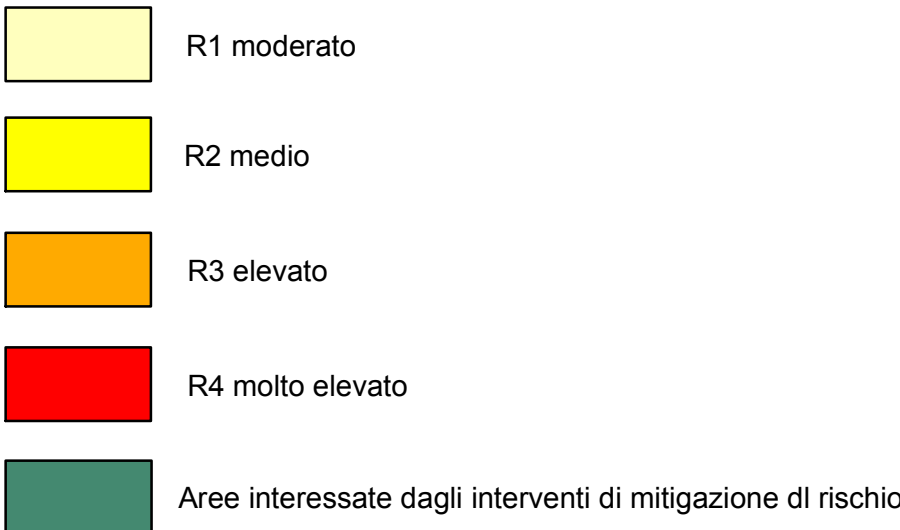 R1 moderato
R2 medio
R3 elevato
R4 molto elevato
Aree interessate dagli interventi di mitigazione dl rischio